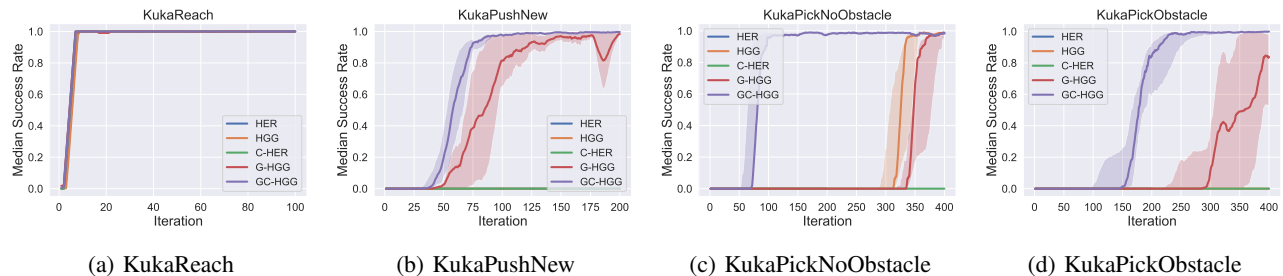 KukaReach
Median Success Rate
1.0
0.8
0.6
0.4
0.2
0.0
HER
HGG
C-HER
G-HGG
GC-HGG
0 20 40 60 80 100
Iteration
(a) KukaReach
KukaPushNew
Median Success Rate
1.0
0.8
0.6
0.4
0.2
0.0
HER
HGG
C-HER
G-HGG
GC-HGG
0 25 50 75 100 125 150 175 200
Iteration
(b) KukaPushNew
KukaPickNoObstacle
Median Success Rate
1.0
0.8
0.6
0.4
0.2
0.0
HER
HGG
C-HER
G-HGG
GC-HGG
0 50 100 150 200 250 300 350 400
Iteration
(c) KukaPickNoObstacle
KukaPickObstacle
Median Success Rate
1.0
0.8
0.6
0.4
0.2
0.0
HER
HGG
C-HER
G-HGG
GC-HGG
0 50 100 150 200 250 300 350 400
Iteration
(d) KukaPickObstacle